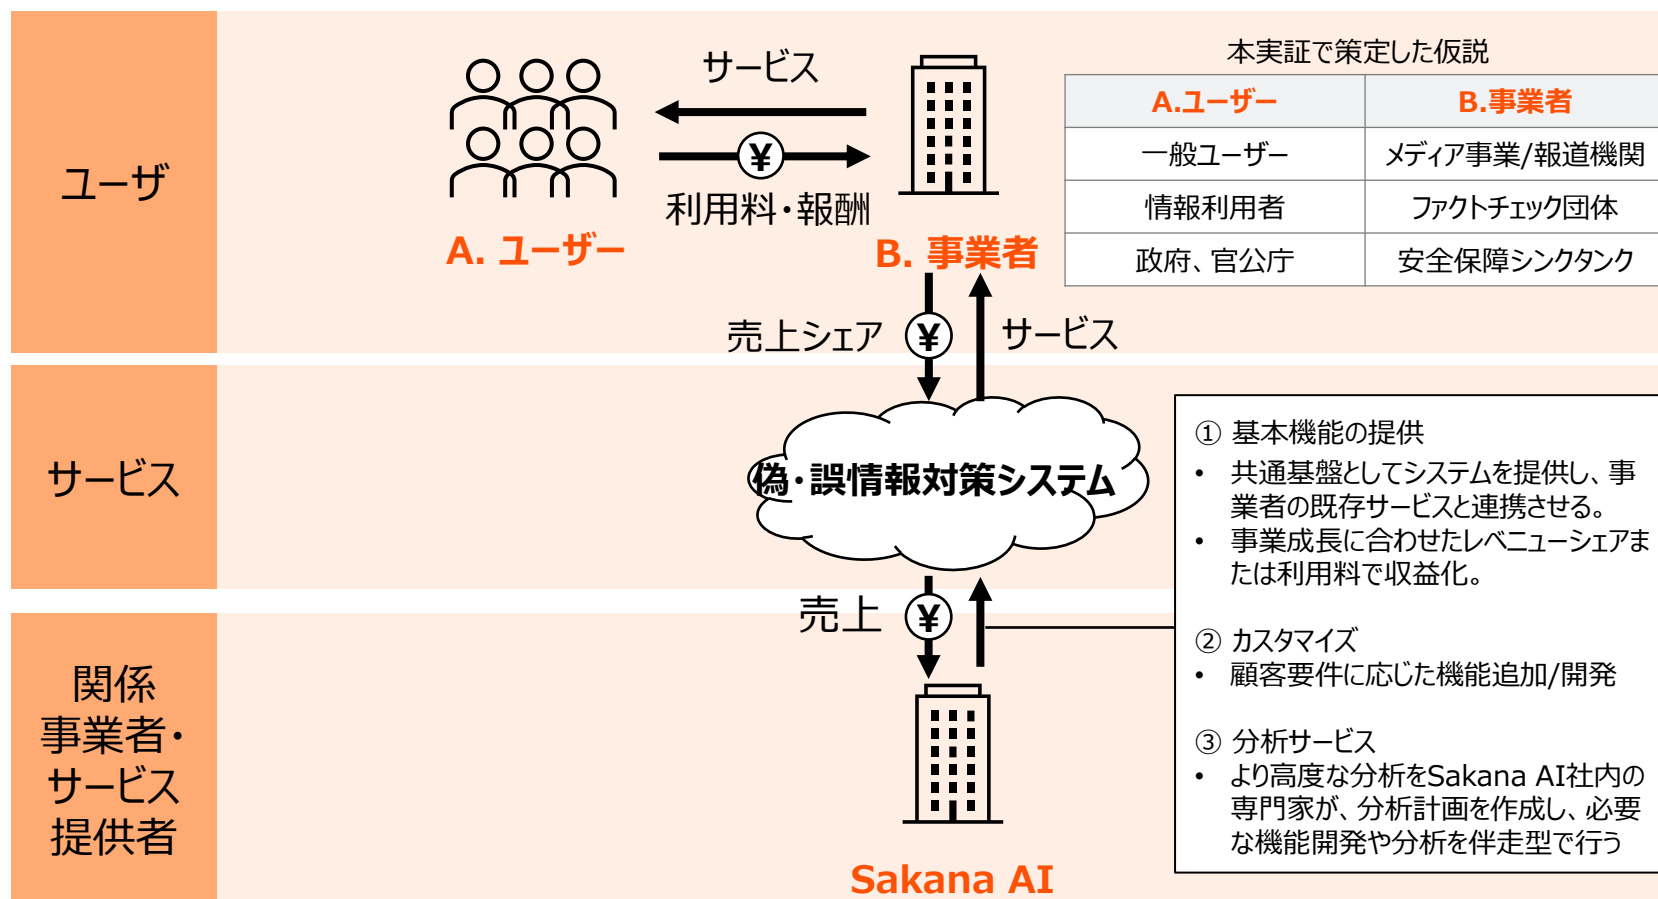 ユーザ
サービス
¥
利用料・報酬
A. ユーザー
B. 事業者
本実証で策定した仮説
A.ユーザー B.事業者
一般ユーザー メディア事業/報道機関
情報利用者 ファクトチェック団体
政府、官公庁 安全保障シンクタンク
売上シェア ¥ サービス
サービス
偽・誤情報対策システム
① 基本機能の提供
• 共通基盤としてシステムを提供し、事
業者の既存サービスと連携させる。
• 事業成長に合わせたレベニューシェアま
たは利用料で収益化。
② カスタマイズ
• 顧客要件に応じた機能追加/開発
③ 分析サービス
• より高度な分析をSakana AI社内の
専門家が、分析計画を作成し、必要
な機能開発や分析を伴走型で行う
売上 ¥
関係
事業者・
サービス
提供者
Sakana AI